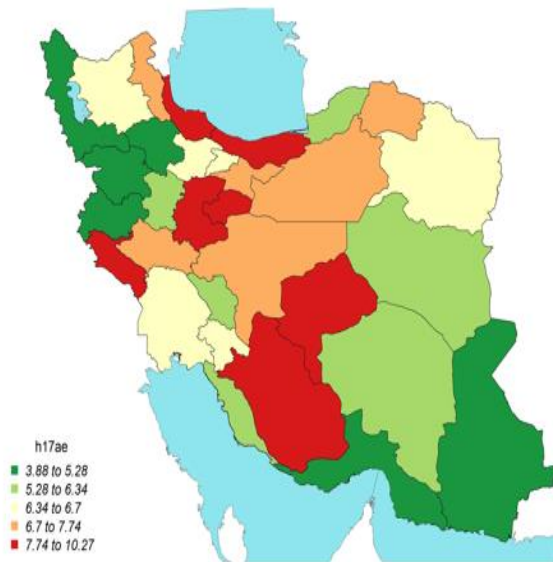 h17ae
3.88 to 5.28
5.28 to 6.34
6.34 to 6.7
6.7 to 7.74
7.74 to 10.27